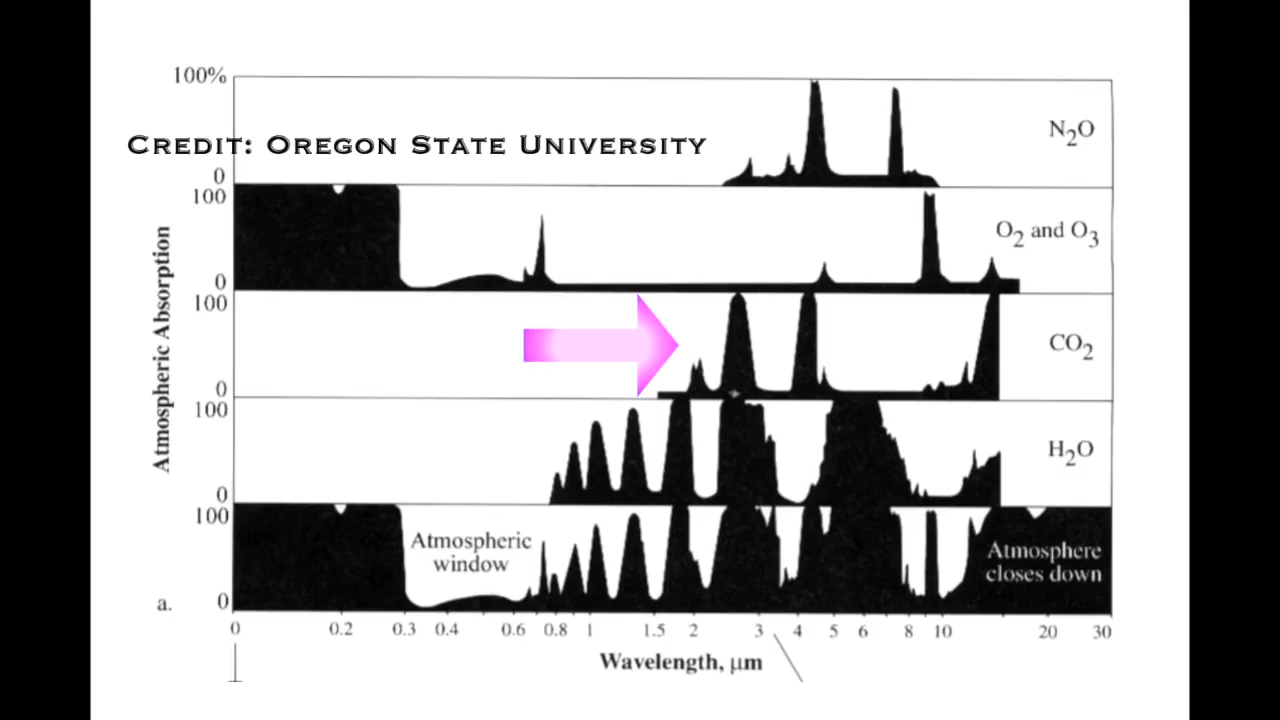 100%
CREDIT: OREGON STATE UNIVERSITY
N2O
0
100
O2 and O3
0
100
CO2
0
100
H2O
0
100
Atmospheric
window
Atmosphere
closes down
a.
0
Atmospheric Absorption
0 0.2 0.3 0.4 0.6 0.8 1 1.5 2 3 4 5 6 8 10 20 30
Wavelength, μm